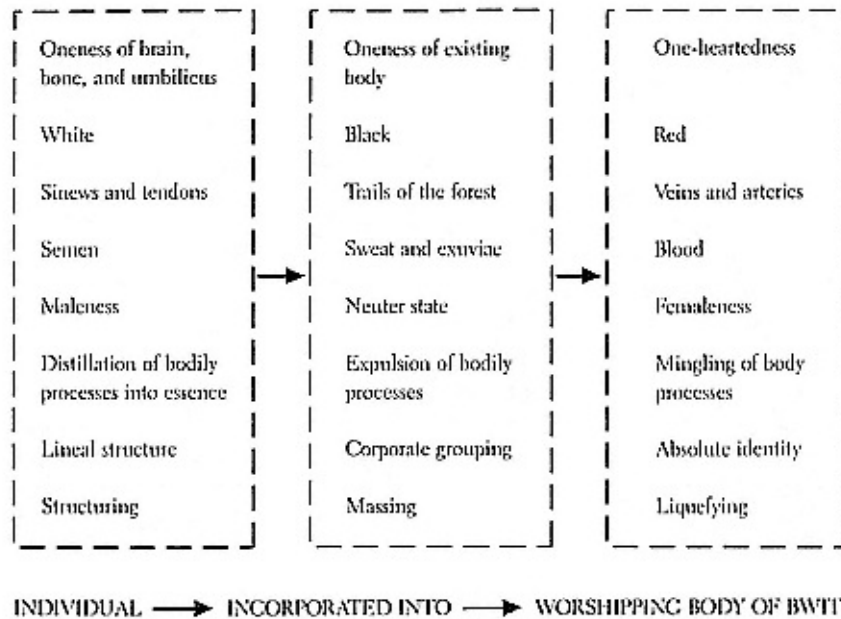 Oneness of brain,
bone, and umbilicus
White
Sinews and tendons
Semen
Maleness
Distillation of bodily
processes into essence
Lineal structure
Structuring
Oneness of existing
body
Black
Trails of the forest
Sweat and exuviae
Neuter state
Expulsion of bodily
processes
Corporate grouping
Massing
One-heartedness
Red
Veins and arteries
Blood
Femaleness
Mingling of body
processes
Absolute identity
Liquefying
INDIVIDUAL → INCORPORATED INTO → WORSHIPPING BODY OF BWITI